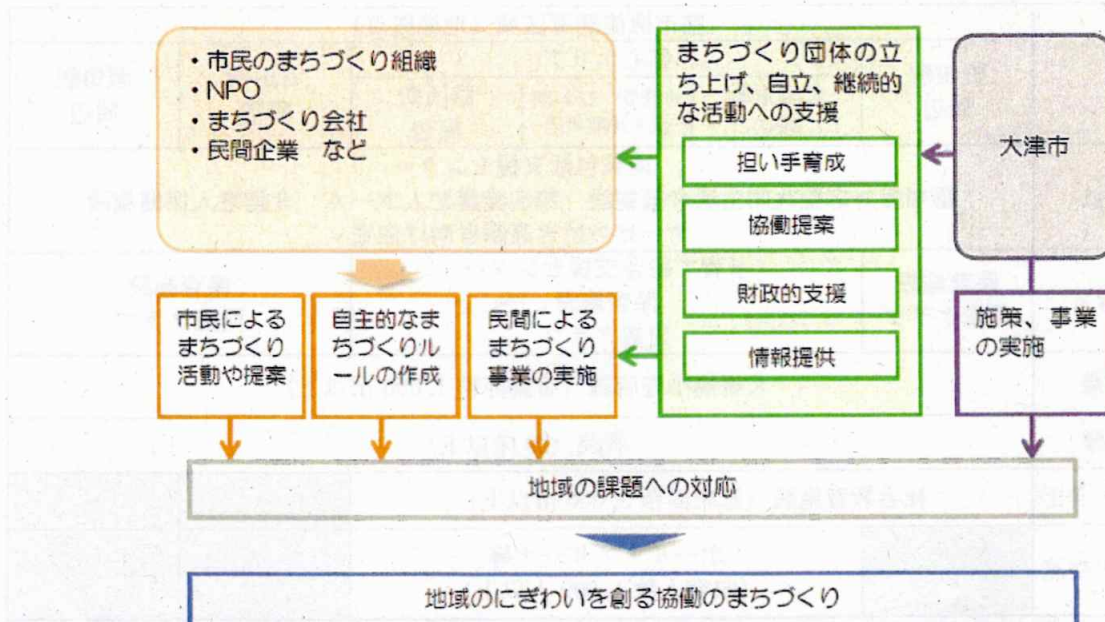 ・市民のまちづくり組織
・NPO
・まちづくり会社
・民間企業　など
まちづくり団体の立
ち上げ、自立、継続的
な活動への支援
担い手育成
協働提案
財政的支援
情報提供
大津市
施策、事業
の実施
市民による
まちづくり
活動や提案
自主的なま
ちづくりル
ールの作成
民間による
まちづくり
事業の実施
地域の課題への対応
地域のにぎわいを創る協働のまちづくり